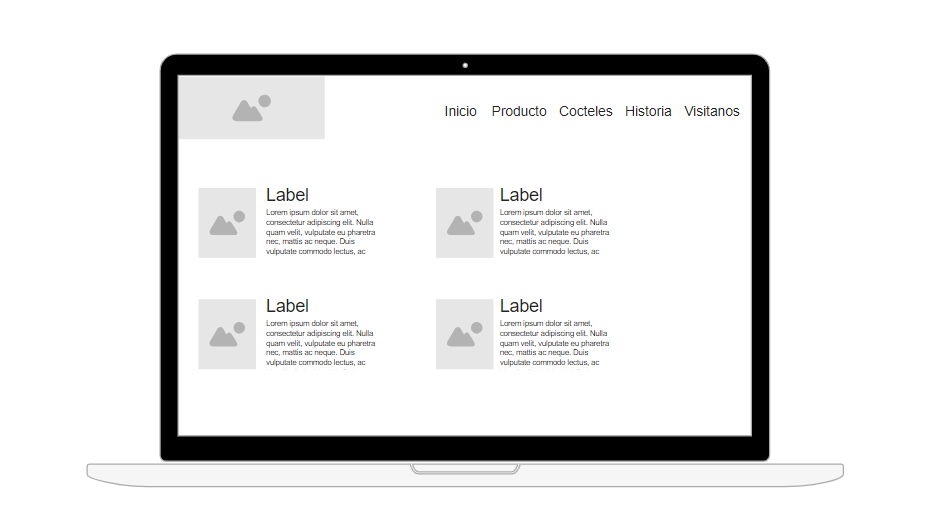 Inicio Producto Cocteles Historia Visitanos
Label
Lorem ipsum dolor sit amet,
consectetur adipiscing elit. Nulla
quam velit, vulputate eu pharetra
nec, mattis ac neque. Duis
vulputate commodo lectus, ac
Label
Lorem ipsum dolor sit amet,
consectetur adipiscing elit. Nulla
quam velit, vulputate eu pharetra
nec, mattis ac neque. Duis
vulputate commodo lectus, ac
Label
Lorem ipsum dolor sit amet,
consectetur adipiscing elit. Nulla
quam velit, vulputate eu pharetra
nec, mattis ac neque. Duis
vulputate commodo lectus, ac
Label
Lorem ipsum dolor sit amet,
consectetur adipiscing elit. Nulla
quam velit, vulputate eu pharetra
nec, mattis ac neque. Duis
vulputate commodo lectus, ac